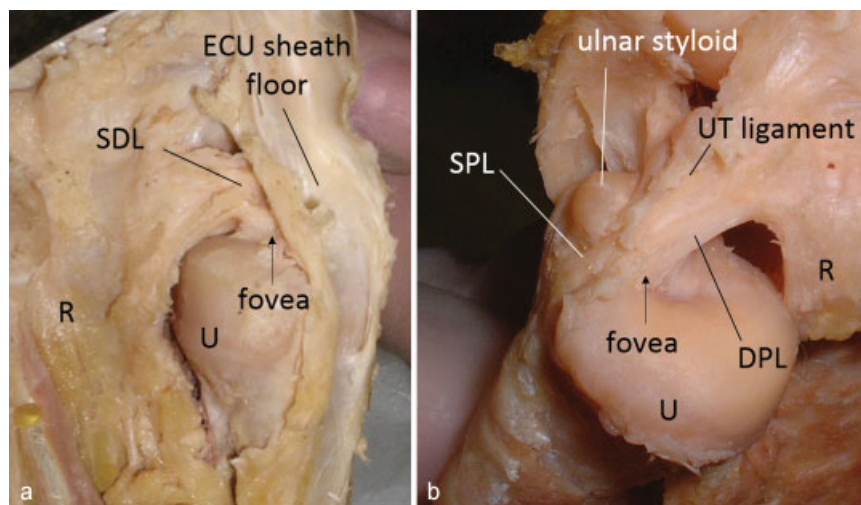 ECU sheath
floor
SDL
fovea
R
U
a
ulnar styloid
UT ligament
SPL
R
fovea
DPL
U
b